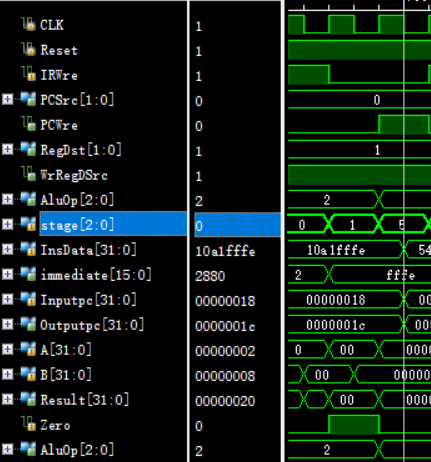 CLK 1
Reset 1
IRWre 1
PCSrc[1:0] 0 0
PCWre 0
RegDst[1:0] 1 1
WrRegDSrc 1
AluOp[2:0] 2 2
stage[2:0] 0 0 1 5
InsData[31:0] 10a1fffe 10a1fffe 54
immediate[15:0] 2880 2 fffe
Inputpc[31:0] 00000018 00000018 00
Outputpc[31:0] 0000001c 0000001c 00
A[31:0] 00000002 0 00 0000
B[31:0] 00000008 00 00000
Result[31:0] 00000020 00 0000
Zero 0
AluOp[2:0] 2 2